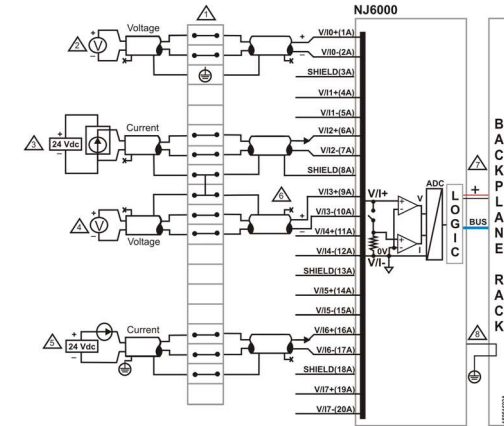 NJ6000
1
Voltage
2
V
+
−
+
−
V/I0+(1A)
V/I0-(2A)
SHIELD(3A)
V/I1+(4A)
V/I1-(5A)
Current
3
24 Vdc
+
−
V/I2+(6A)
V/I2-(7A)
SHIELD(8A)
6
4
V
+
−
Voltage
+
−
V/I3+(9A)
V/I3-(10A)
V/I4+(11A)
V/I4-(12A)
SHIELD(13A)
V/I5+(14A)
V/I5-(15A)
Current
5
24 Vdc
+
−
V/I6+(16A)
V/I6-(17A)
SHIELD(18A)
V/I7+(19A)
V/I7-(20A)
V/I+
V/I-
0V
V
I
ADC
LOGIC
7
+
BUS
8
BACKPLANE RACK